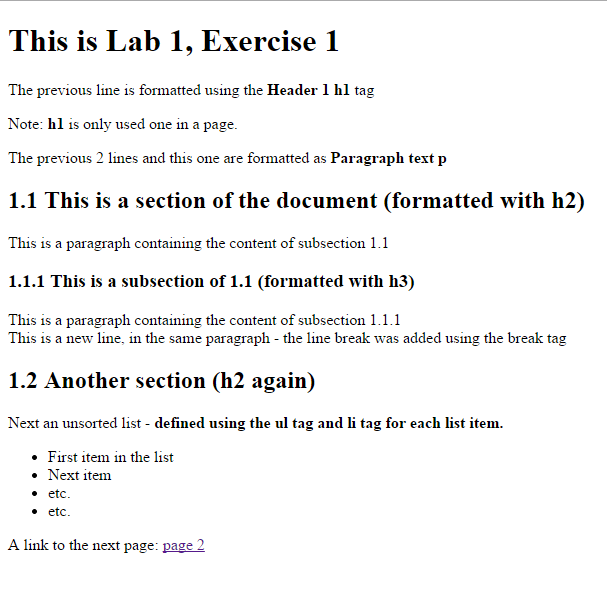 This is Lab 1, Exercise 1
The previous line is formatted using the Header 1 h1 tag
Note: h1 is only used one in a page.
The previous 2 lines and this one are formatted as Paragraph text p
1.1 This is a section of the document (formatted with h2)
This is a paragraph containing the content of subsection 1.1
1.1.1 This is a subsection of 1.1 (formatted with h3)
This is a paragraph containing the content of subsection 1.1.1
This is a new line, in the same paragraph - the line break was added using the break tag
1.2 Another section (h2 again)
Next an unsorted list - defined using the ul tag and li tag for each list item.
• First item in the list
• Next item
• etc.
• etc.
A link to the next page: page 2